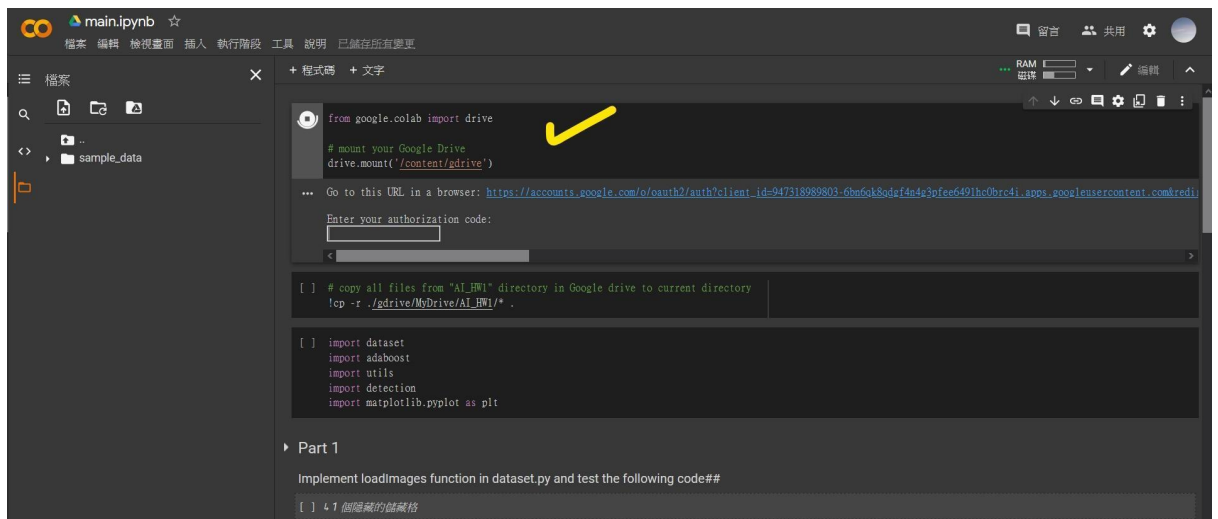 main.ipynb
檔案 編輯 檢視畫面 插入 執行階段 工具 說明 已儲存所有變更
留言 共用
檔案
+ 程式碼 + 文字
RAM
磁碟
編輯
..
sample_data
from google.colab import drive
# mount your Google Drive
drive.mount('/content/gdrive')
Go to this URL in a browser: https://accounts.google.com/o/oauth2/auth?client_id=947318989803-6bn6qk8qdgf4n4g3pfee6491hc0brc4i.apps.googleusercontent.com&redi
Enter your authorization code:
[ ] # copy all files from "AI_HW1" directory in Google drive to current directory
!cp -r ./gdrive/MyDrive/AI_HW1/* .
[ ] import dataset
import adaboost
import utils
import detection
import matplotlib.pyplot as plt
Part 1
Implement loadImages function in dataset.py and test the following code##
[ ] ↳ 1 個隱藏的儲藏格